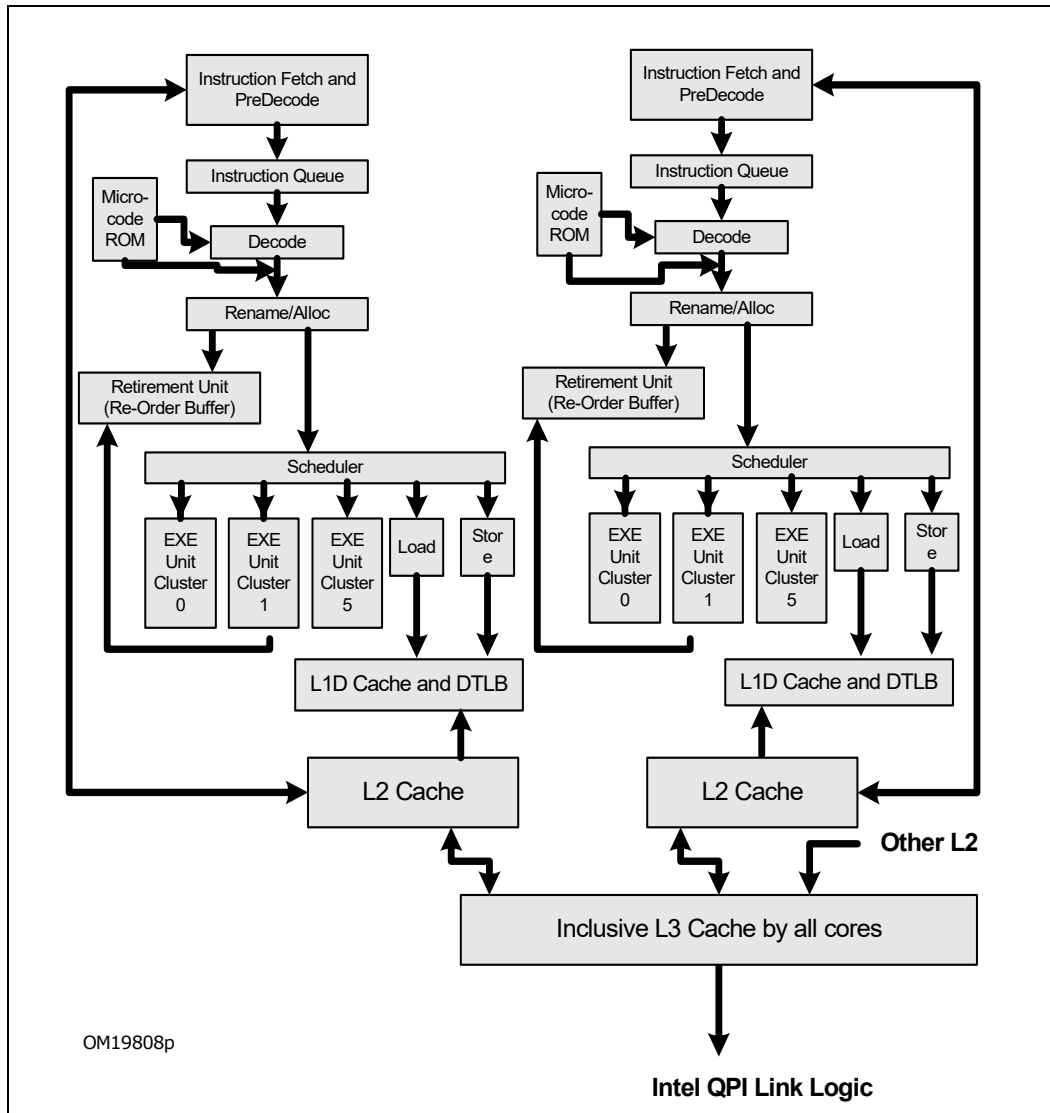 Instruction Fetch and
PreDecode
Instruction Queue
Micro-
code
ROM
Decode
Rename/Alloc
Retirement Unit
(Re-Order Buffer)
Scheduler
EXE
Unit
Cluster
0
EXE
Unit
Cluster
1
EXE
Unit
Cluster
5
Load
Stor
e
L1D Cache and DTLB
L2 Cache
Instruction Fetch and
PreDecode
Instruction Queue
Micro-
code
ROM
Decode
Rename/Alloc
Retirement Unit
(Re-Order Buffer)
Scheduler
EXE
Unit
Cluster
0
EXE
Unit
Cluster
1
EXE
Unit
Cluster
5
Load
Stor
e
L1D Cache and DTLB
L2 Cache
Other L2
Inclusive L3 Cache by all cores
OM19808p
Intel QPI Link Logic